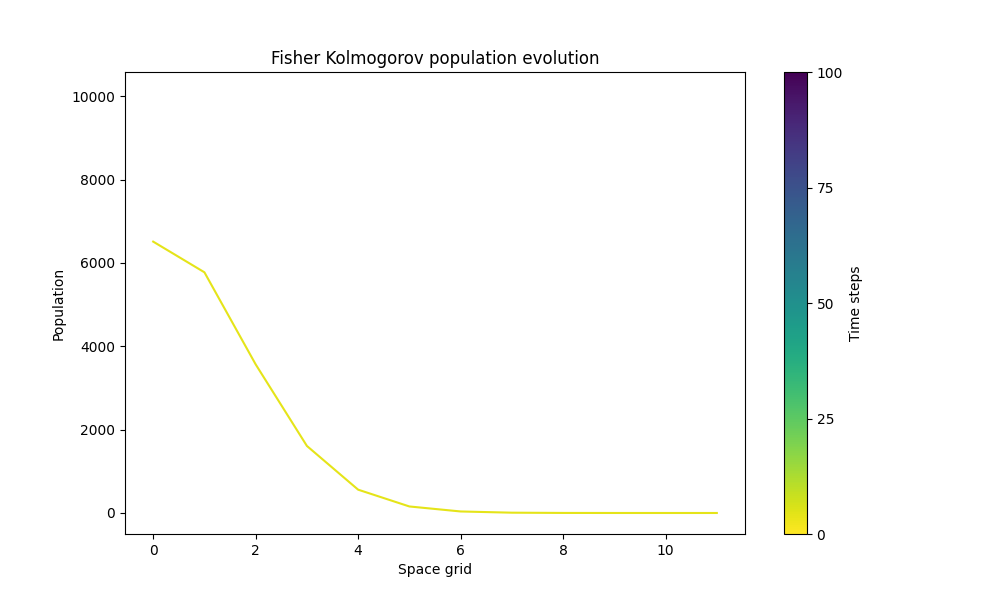 Fisher Kolmogorov population evolution
10000
8000
6000
4000
2000
0
Population
0 2 4 6 8 10
Space grid
100
75
50
25
0
Time steps